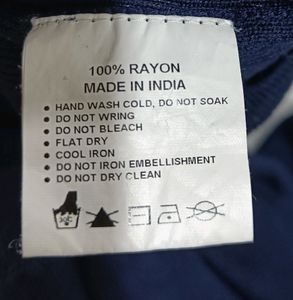 100% RAYON
MADE IN INDIA
• HAND WASH COLD, DO NOT SOAK
• DO NOT WRING
• DO NOT BLEACH
• FLAT DRY
• COOL IRON
• DO NOT IRON EMBELLISHMENT
• DO NOT DRY CLEAN